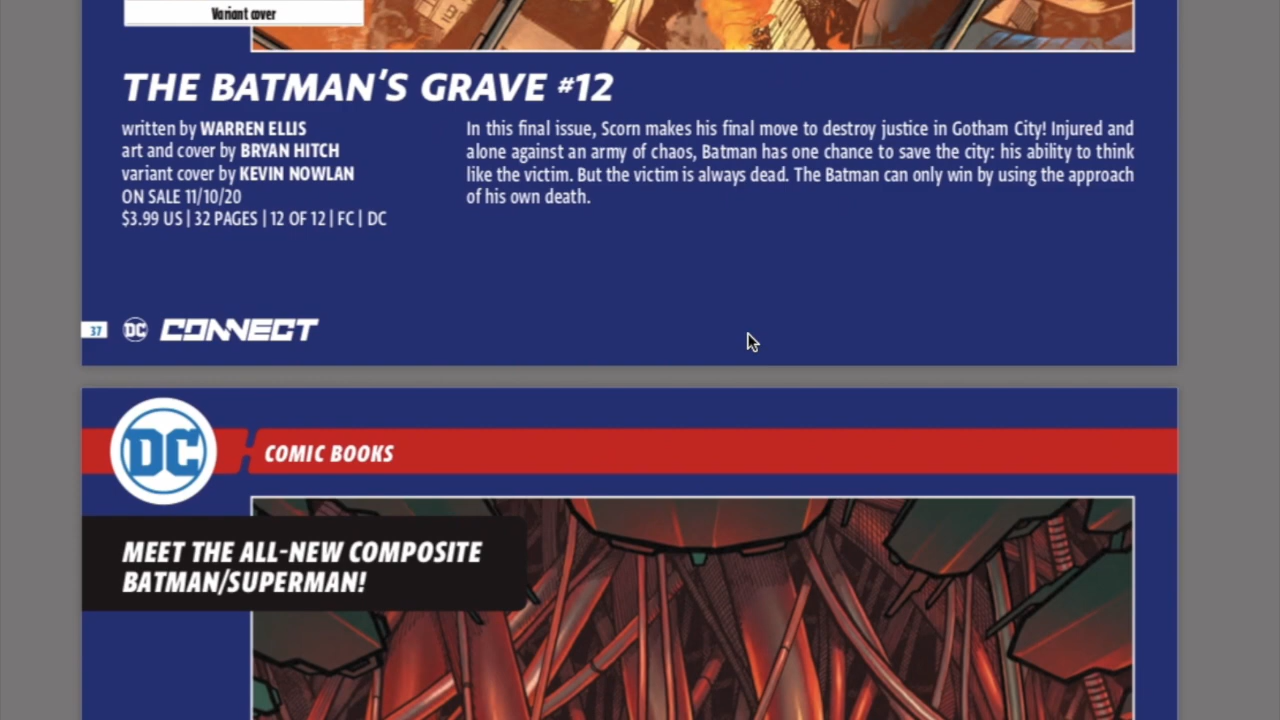 Variant cover
THE BATMAN'S GRAVE #12
written by WARREN ELLIS
art and cover by BRYAN HITCH
variant cover by KEVIN NOWLAN
ON SALE 11/10/20
$3.99 US | 32 PAGES | 12 OF 12 | FC | DC
In this final issue, Scorn makes his final move to destroy justice in Gotham City! Injured and
alone against an army of chaos, Batman has one chance to save the city: his ability to think
like the victim. But the victim is always dead. The Batman can only win by using the approach
of his own death.
37 DC CONNECT
DC COMIC BOOKS
MEET THE ALL-NEW COMPOSITE
BATMAN/SUPERMAN!